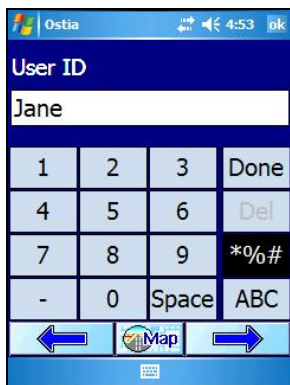 Ostia 4:53 ok
User ID
Jane
1 2 3 Done
4 5 6 Del
7 8 9 *%#
- 0 Space ABC
Map